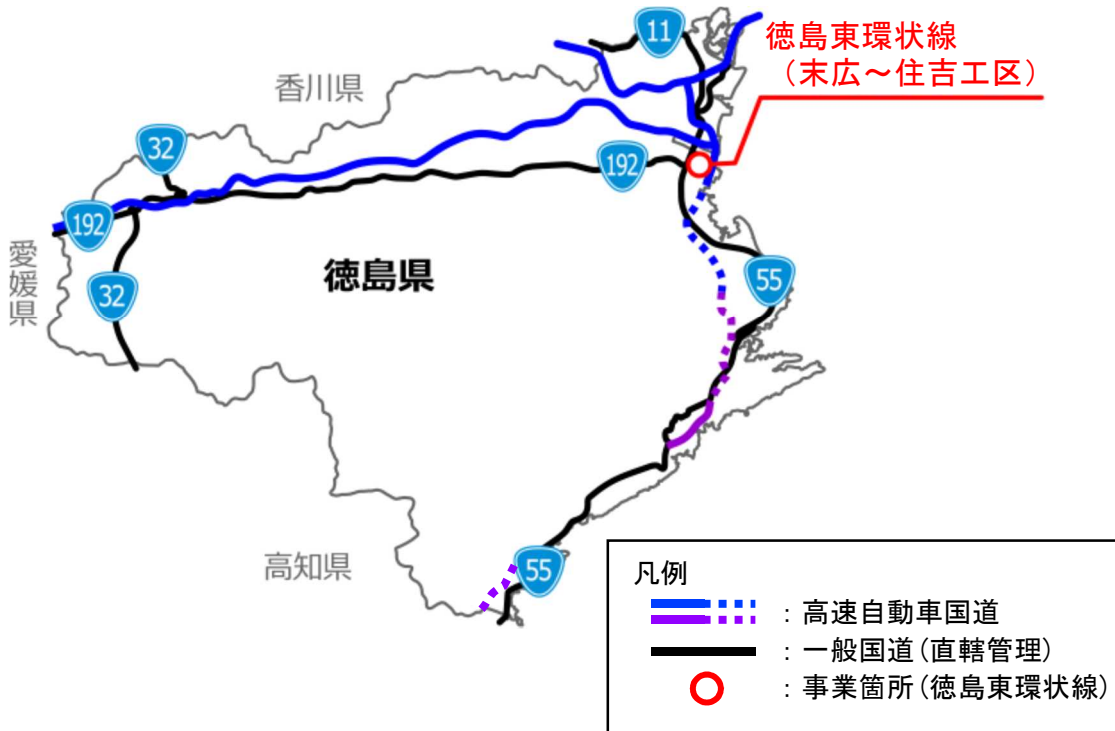 11
徳島東環状線
（末広～住吉工区）
香川県
32
192
192
愛媛県
徳島県
32
55
高知県
55
凡例
：高速自動車国道
：一般国道(直轄管理)
：事業箇所(徳島東環状線)